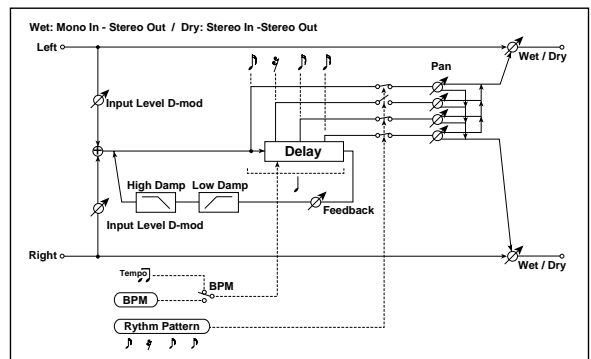 Wet: Mono In - Stereo Out / Dry: Stereo In -Stereo Out
Left
Wet / Dry
Pan
Input Level D-mod
Delay
High Damp
Low Damp
Feedback
Input Level D-mod
Right
Wet / Dry
Tempo
BPM
BPM
Rythm Pattern